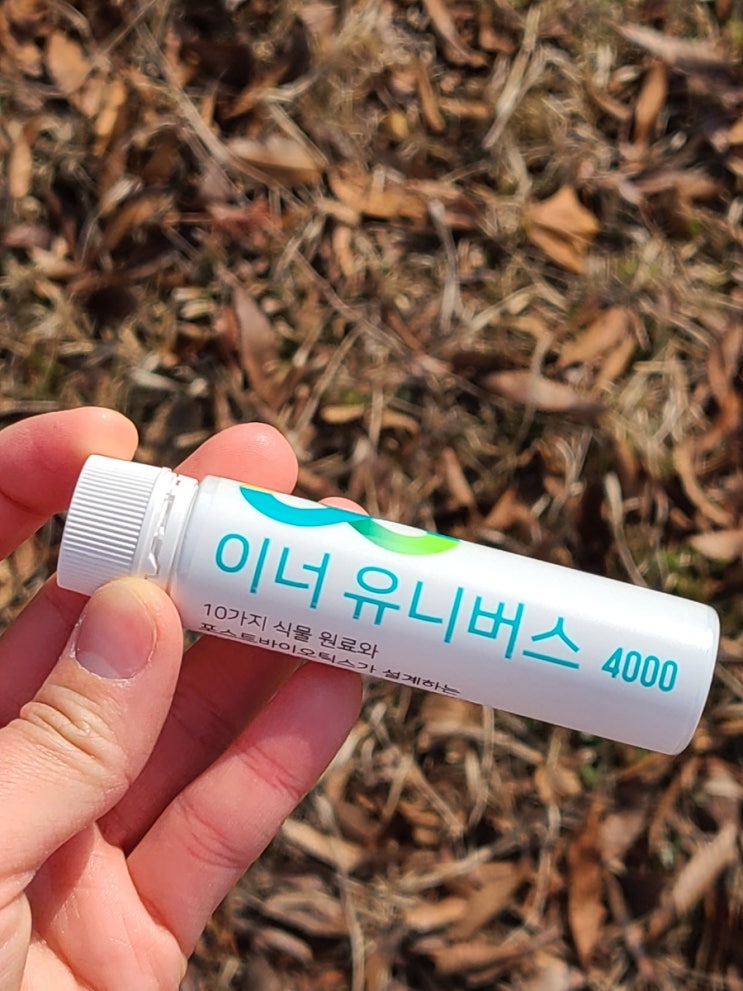 이너 유니버스 4000
10가지 식물 원료와
포스트바이오틱스가 설계하는